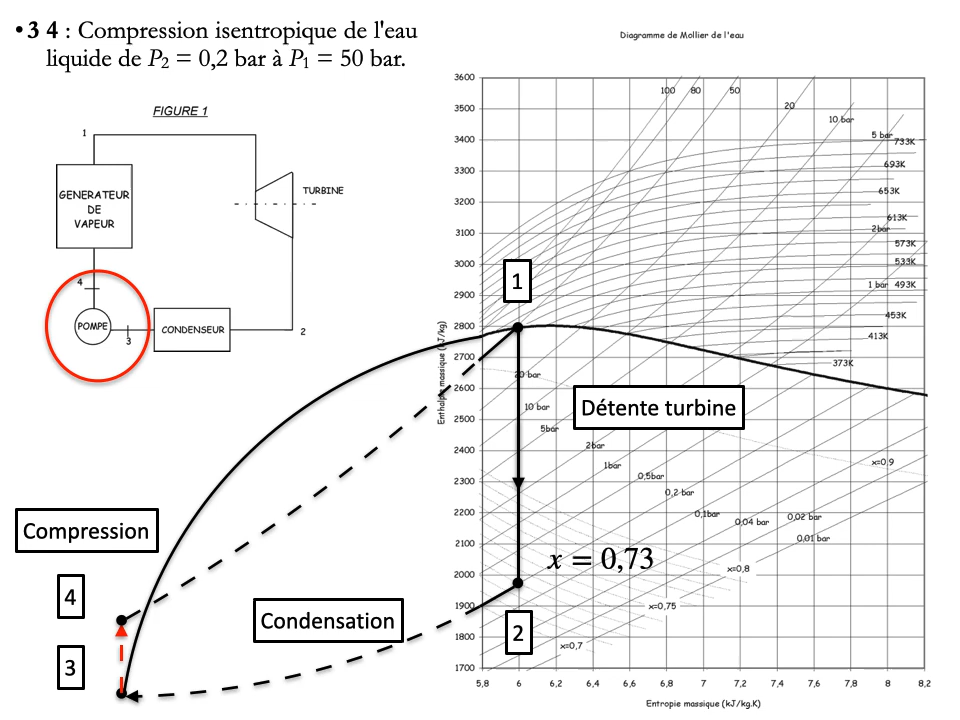 • 3 4 : Compression isentropique de l'eau
liquide de P2 = 0,2 bar à P1 = 50 bar.
Diagramme de Mollier de l'eau
FIGURE 1
1
GENERATEUR
DE
VAPEUR
TURBINE
4
POMPE
3
CONDENSEUR
2
3600
3500
3400
3300
3200
3100
3000
2900
2800
2700
2600
2500
2400
2300
2200
2100
2000
1900
1800
1700
Enthalpie massique (kJ/kg)
100
80
50
20
10 bar
5 bar
733K
693K
653K
613K
2bar
573K
533K
1 bar
493K
453K
413K
373K
1
20 bar
10 bar
5bar
2bar
1bar
0,5bar
0,2 bar
0,1bar
0,04 bar
0,02 bar
0,01 bar
x=0,9
x=0,8
x=0,75
x=0,7
Détente turbine
x = 0,73
2
Compression
4
3
Condensation
5,8
6
6,2
6,4
6,6
6,8
7
7,2
7,4
7,6
7,8
8
8,2
Entropie massique (kJ/kg.K)